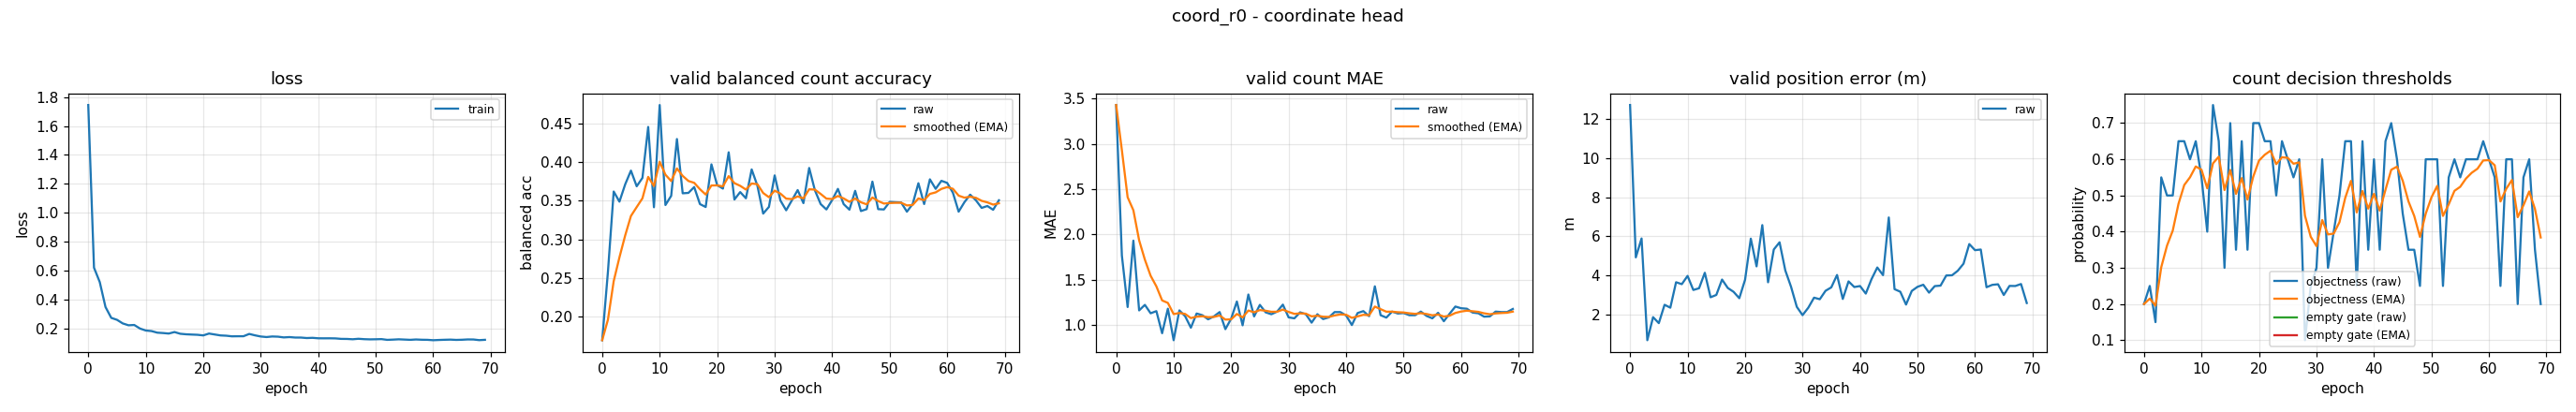 coord_r0 - coordinate head
loss
train
loss
1.8
1.6
1.4
1.2
1.0
0.8
0.6
0.4
0.2
0 10 20 30 40 50 60 70
epoch
valid balanced count accuracy
raw
smoothed (EMA)
balanced acc
0.45
0.40
0.35
0.30
0.25
0.20
0 10 20 30 40 50 60 70
epoch
valid count MAE
raw
smoothed (EMA)
MAE
3.5
3.0
2.5
2.0
1.5
1.0
0 10 20 30 40 50 60 70
epoch
valid position error (m)
raw
m
12
10
8
6
4
2
0 10 20 30 40 50 60 70
epoch
count decision thresholds
probability
0.7
0.6
0.5
0.4
0.3
0.2
0.1
objectness (raw)
objectness (EMA)
empty gate (raw)
empty gate (EMA)
0 10 20 30 40 50 60 70
epoch